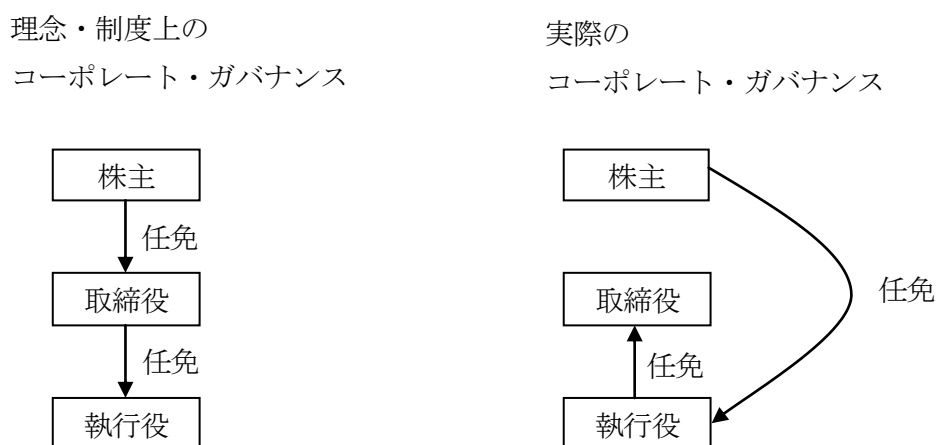 理念・制度上の
コーポレート・ガバナンス
株主
任免
取締役
任免
執行役
実際の
コーポレート・ガバナンス
株主
任免
取締役
任免
執行役